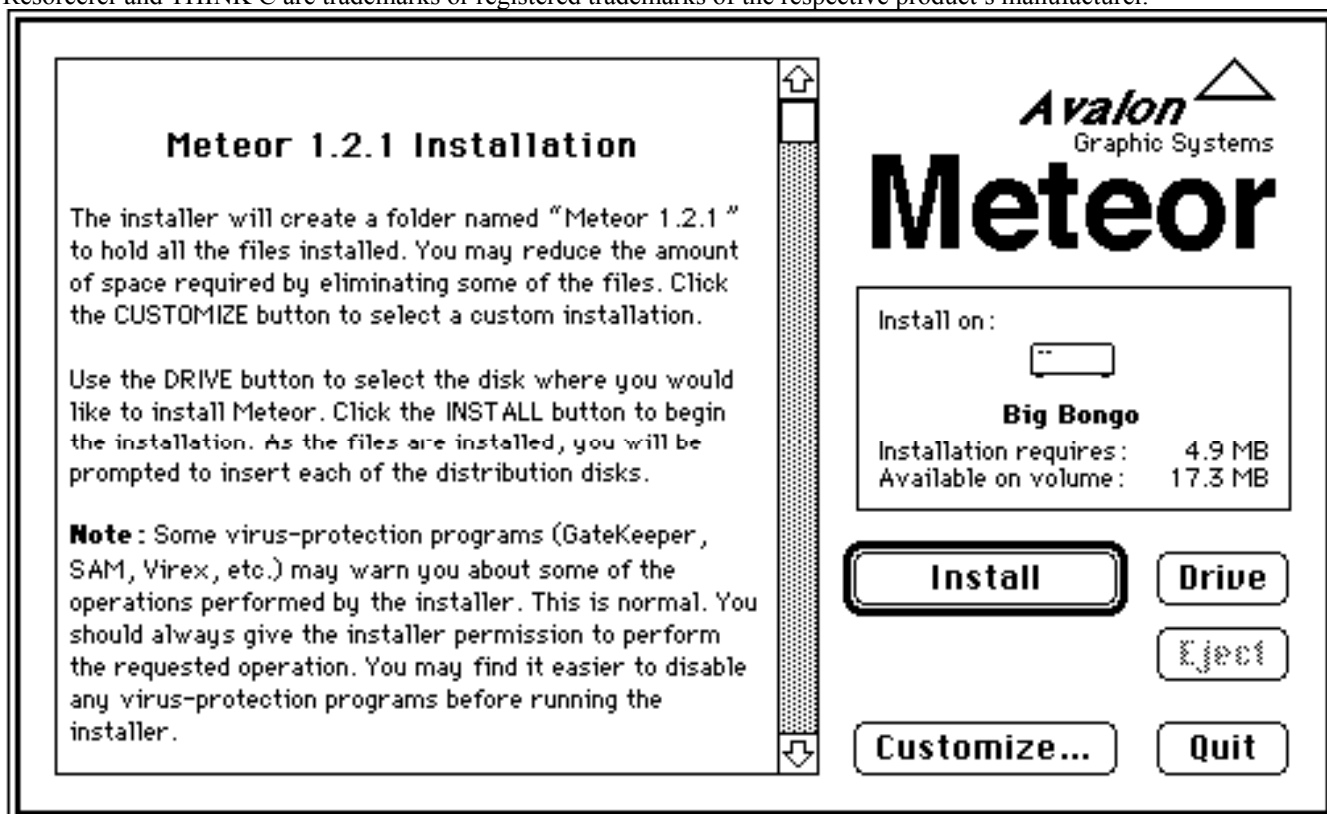 Resorcerer and THINK C are trademarks or registered trademarks of the respective product's manufacturer.
Meteor 1.2.1 Installation
The installer will create a folder named "Meteor 1.2.1"
to hold all the files installed. You may reduce the amount
of space required by eliminating some of the files. Click
the CUSTOMIZE button to select a custom installation.
Use the DRIVE button to select the disk where you would
like to install Meteor. Click the INSTALL button to begin
the installation. As the files are installed, you will be
prompted to insert each of the distribution disks.
Note: Some virus-protection programs (GateKeeper,
SAM, Virex, etc.) may warn you about some of the
operations performed by the installer. This is normal. You
should always give the installer permission to perform
the requested operation. You may find it easier to disable
any virus-protection programs before running the
installer.
Avalon
Graphic Systems
Meteor
Install on:
Big Bongo
Installation requires: 4.9 MB
Available on volume: 17.3 MB
Install
Drive
Eject
Customize...
Quit